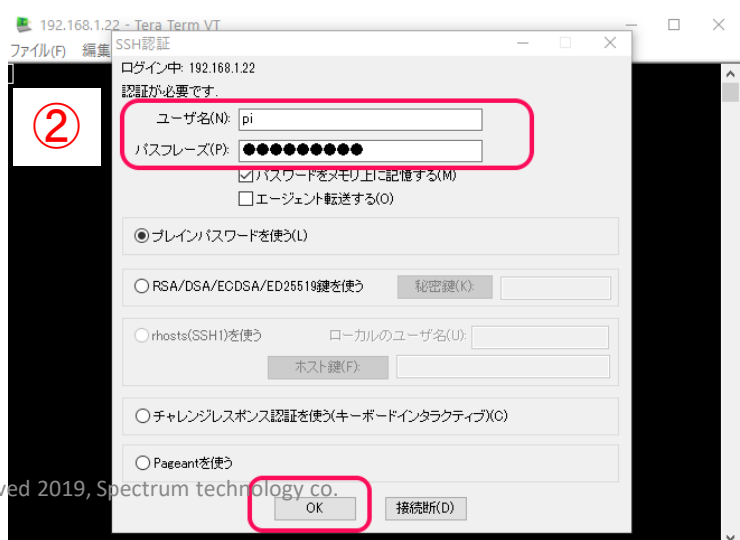 192.168.1.22 - Tera Term VT
ファイル(F) 編集
SSH認証
ログイン中: 192.168.1.22
認証が必要です.
②
ユーザ名(N): pi
パスフレーズ(P): ●●●●●●●●●
パスワードをメモリ上に記憶する(M)
エージェント転送する(O)
プレインパスワードを使う(L)
RSA/DSA/ECDSA/ED25519鍵を使う 秘密鍵(K):
rhosts(SSH1)を使う ローカルのユーザ名(U):
ホスト鍵(F):
チャレンジレスポンス認証を使う(キーボードインタラクティブ)(C)
Pageantを使う
ved 2019, Spectrum technology co.
OK 接続断(D)